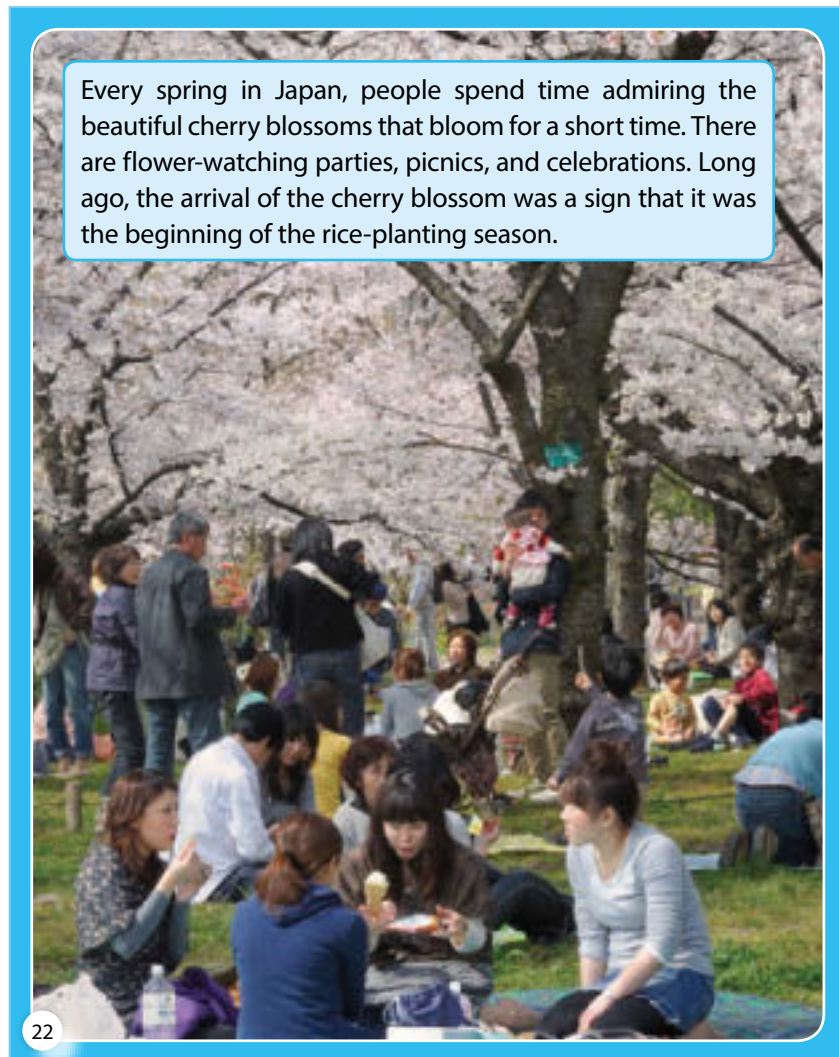 Every spring in Japan, people spend time admiring the
beautiful cherry blossoms that bloom for a short time. There
are flower-watching parties, picnics, and celebrations. Long
ago, the arrival of the cherry blossom was a sign that it was
the beginning of the rice-planting season.
22